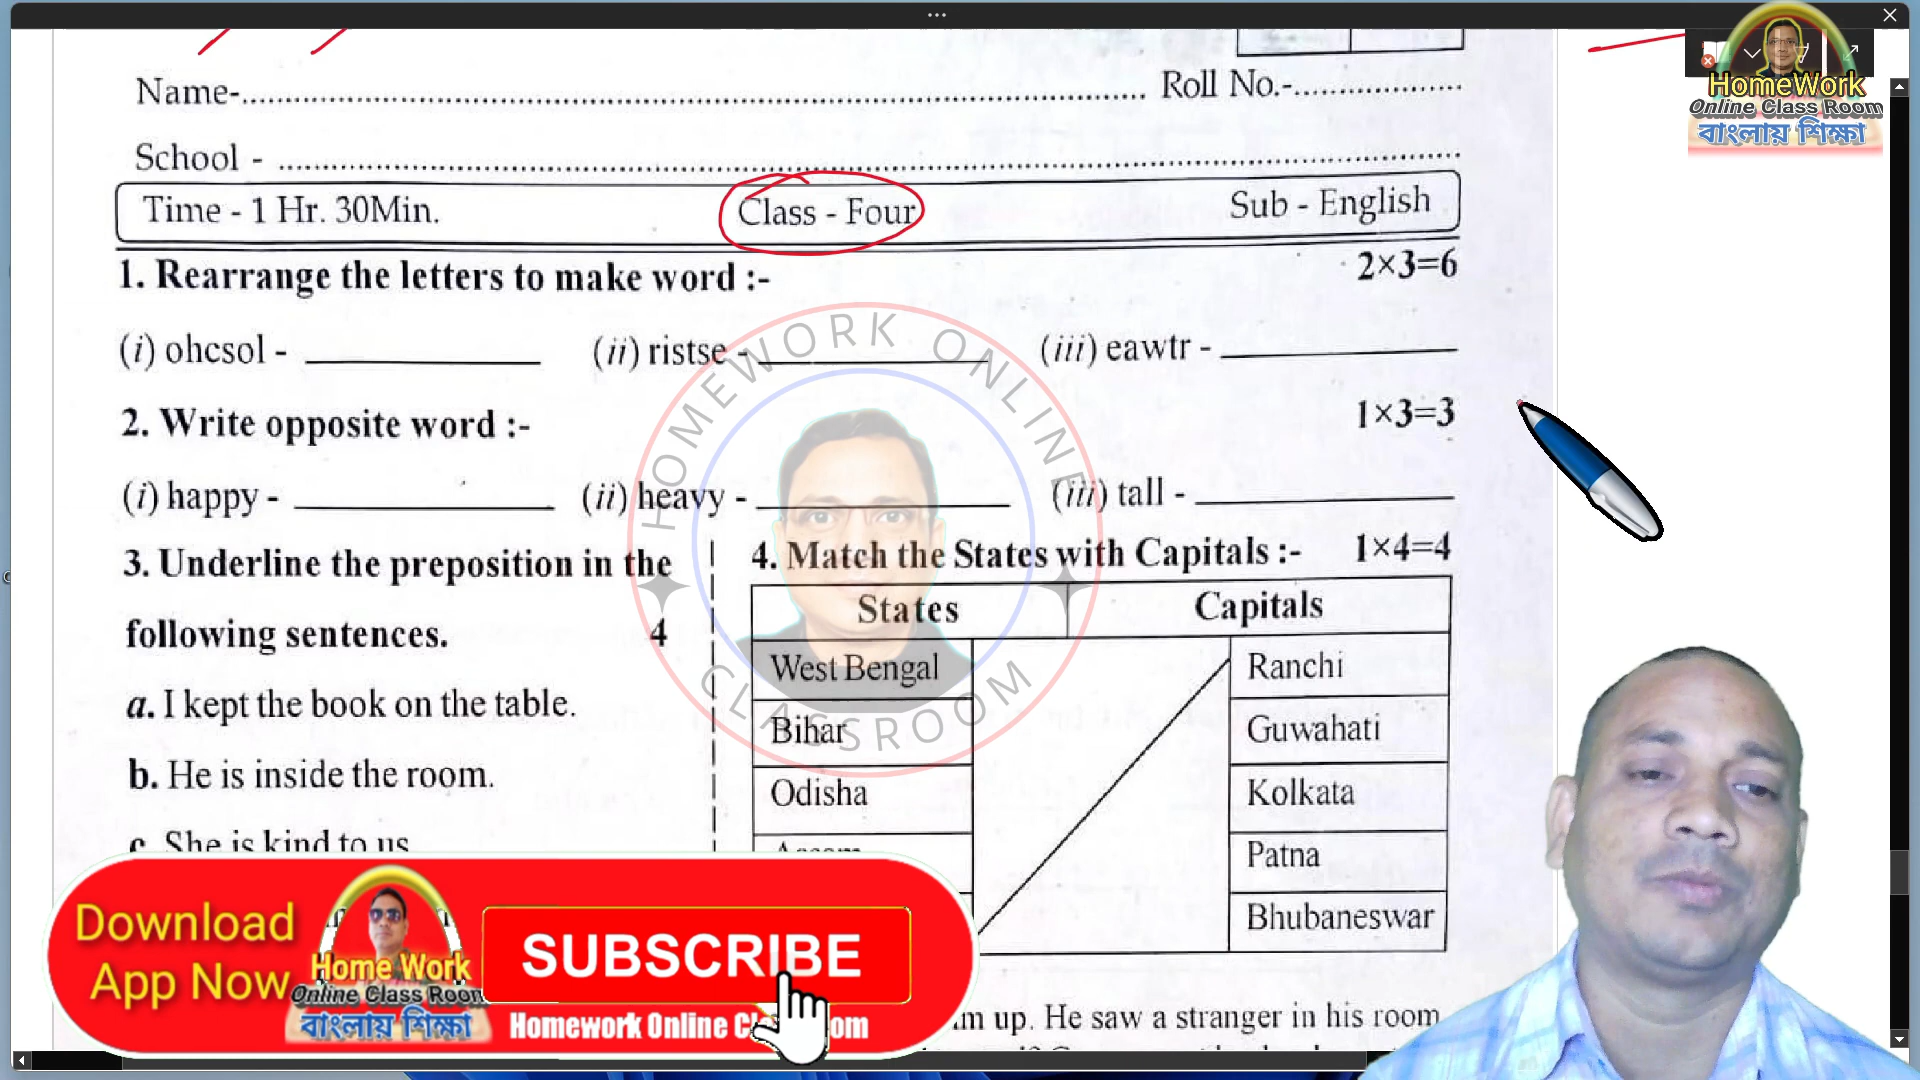 ...
Name-
Roll No.-
School -
Time - 1 Hr. 30Min.
Class - Four
Sub - English
1. Rearrange the letters to make word :-
2×3=6
(i) ohcsol -
(ii) ristse -
(iii) eawtr -
2. Write opposite word :-
1×3=3
(i) happy -
(ii) heavy -
(iii) tall -
3. Underline the preposition in the
following sentences. 4
a. I kept the book on the table.
b. He is inside the room.
c. She is kind to us
4. Match the States with Capitals :- 1×4=4
States
Capitals
West Bengal
Ranchi
Bihar
Guwahati
Odisha
Kolkata
Patna
Bhubaneswar
up. He saw a stranger in his room
HOMEWORK ONLINE
CLASSROOM
HomeWork
Online Class Room
বাংলায় শিক্ষা
Download
App Now
Home Work
Online Class Room
বাংলায় শিক্ষা
SUBSCRIBE
Homework Online